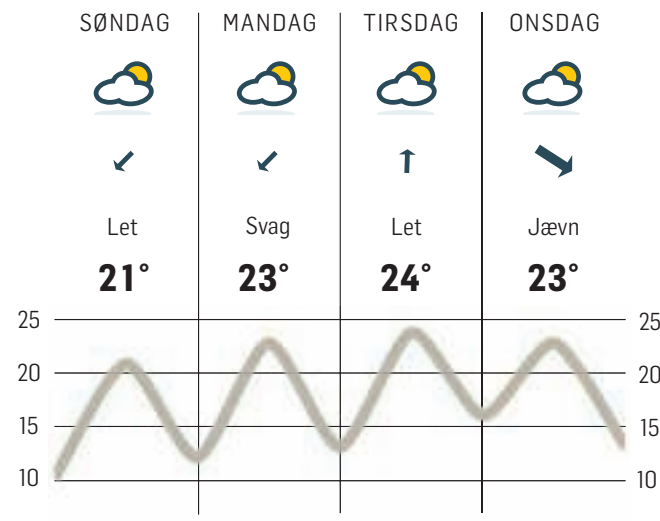 SØNDAG MANDAG TIRSDAG ONSDAG
Let Svag Let Jævn
21° 23° 24° 23°
25 25
20 20
15 15
10 10